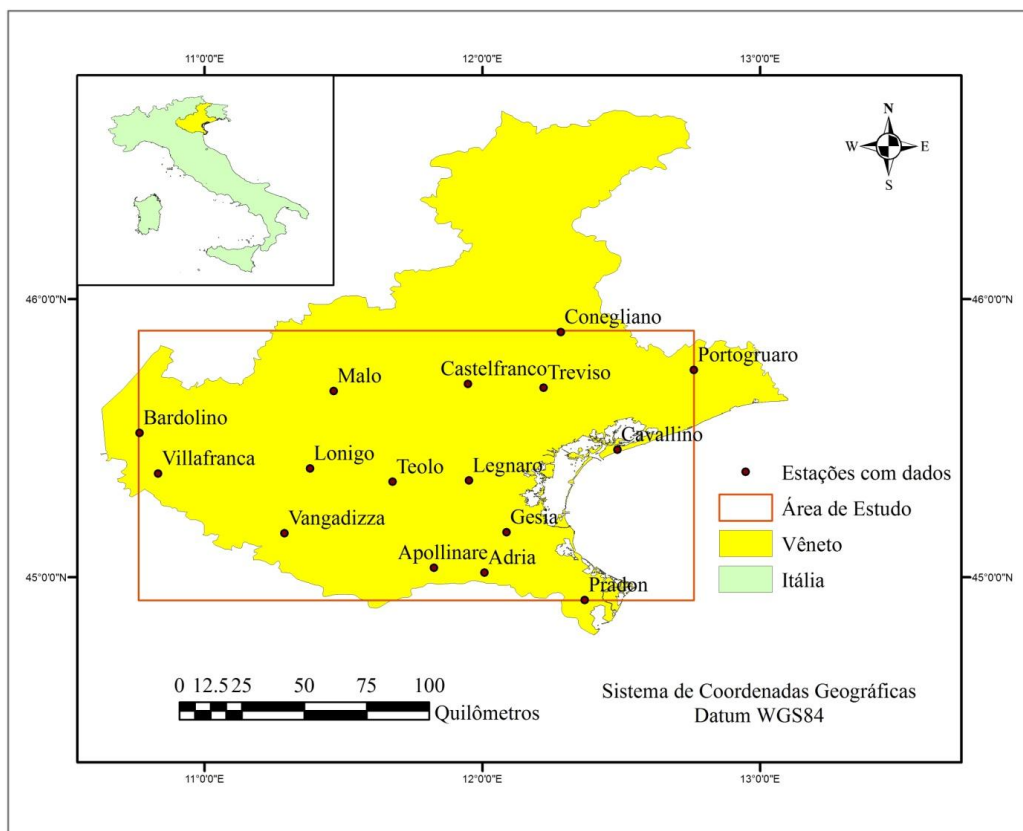 11°0'0"E
12°0'0"E
13°0'0"E
N
W
E
S
46°0'0"N
46°0'0"N
Conegliano
Portogruaro
Castelfranco
Treviso
Malo
Bardolino
Cavallino
Villafranca
Lonigo
Teolo
Legnaro
Estações com dados
Área de Estudo
Vangadizza
Gesia
Vêneto
Apollinare
Adria
45°0'0"N
Itália
45°0'0"N
Pradon
0 12.5 25 50 75 100
Quilômetros
Sistema de Coordenadas Geográficas
Datum WGS84
11°0'0"E
12°0'0"E
13°0'0"E